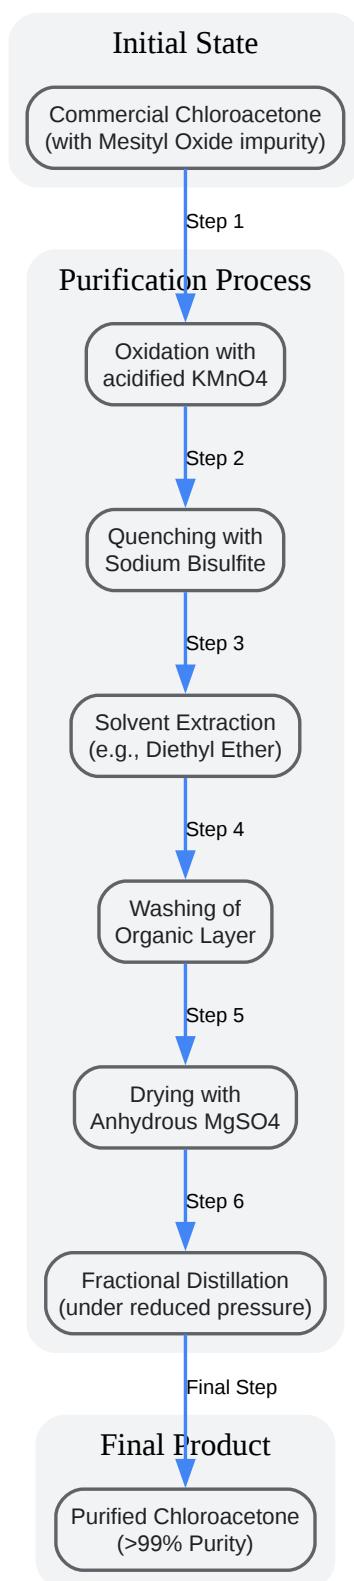 Initial State
Commercial Chloroacetone
(with Mesityl Oxide impurity)
Step 1
Purification Process
Oxidation with
acidified KMnO4
Step 2
Quenching with
Sodium Bisulfite
Step 3
Solvent Extraction
(e.g., Diethyl Ether)
Step 4
Washing of
Organic Layer
Step 5
Drying with
Anhydrous MgSO4
Step 6
Fractional Distillation
(under reduced pressure)
Final Step
Final Product
Purified Chloroacetone
(>99% Purity)